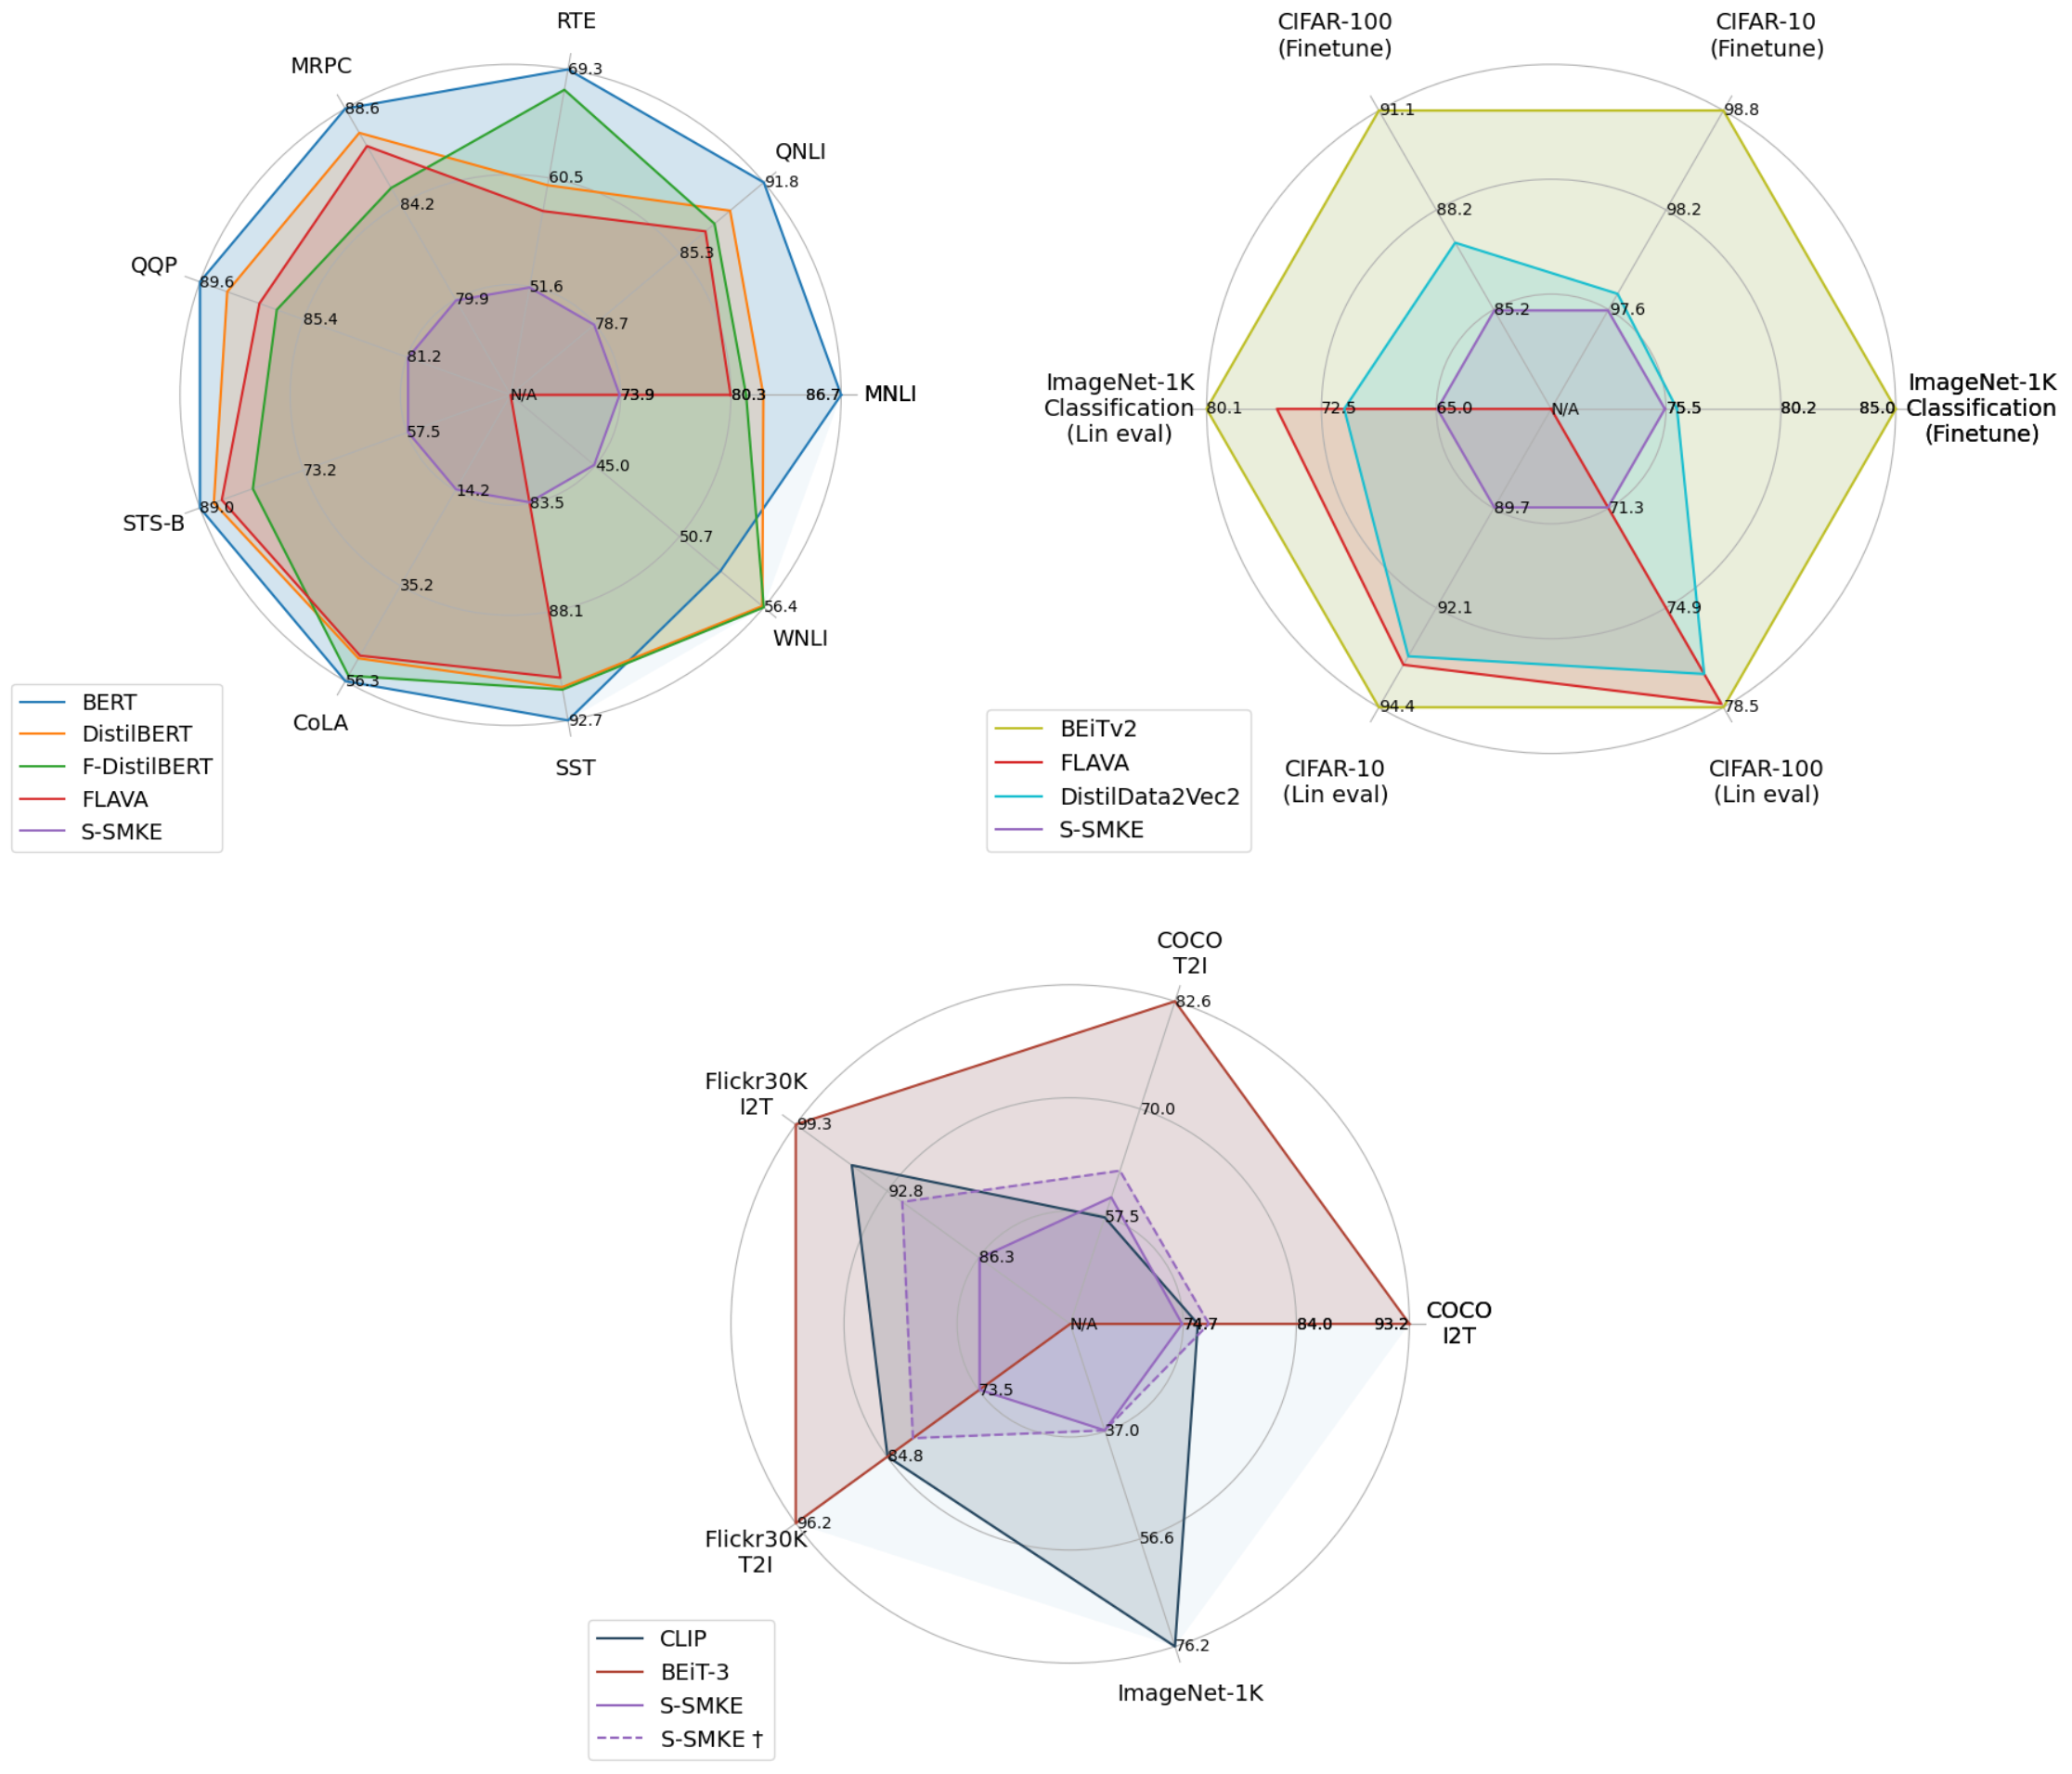 RTE
MRPC
QNLI
QQP
MNLI
STS-B
WNLI
CoLA
SST
69.3
88.6
60.5
91.8
84.2
85.3
89.6
85.4
79.9
51.6
78.7
81.2
N/A
73.9
80.3
86.7
57.5
73.2
45.0
14.2
83.5
89.0
50.7
35.2
88.1
56.4
56.3
92.7
BERT
DistilBERT
F-DistilBERT
FLAVA
S-SMKE
CIFAR-100
(Finetune)
CIFAR-10
(Finetune)
91.1
98.8
88.2
98.2
85.2
97.6
ImageNet-1K
Classification
(Lin eval)
80.1
72.5
65.0
N/A
75.5
80.2
85.0
ImageNet-1K
Classification
(Finetune)
89.7
71.3
92.1
74.9
94.4
78.5
CIFAR-10
(Lin eval)
CIFAR-100
(Lin eval)
BEiTv2
FLAVA
DistilData2Vec2
S-SMKE
COCO
T2I
82.6
Flickr30K
I2T
99.3
70.0
92.8
57.5
86.3
N/A
74.7
84.0
93.2
COCO
I2T
73.5
37.0
84.8
96.2
Flickr30K
T2I
56.6
76.2
ImageNet-1K
CLIP
BEiT-3
S-SMKE
S-SMKE †